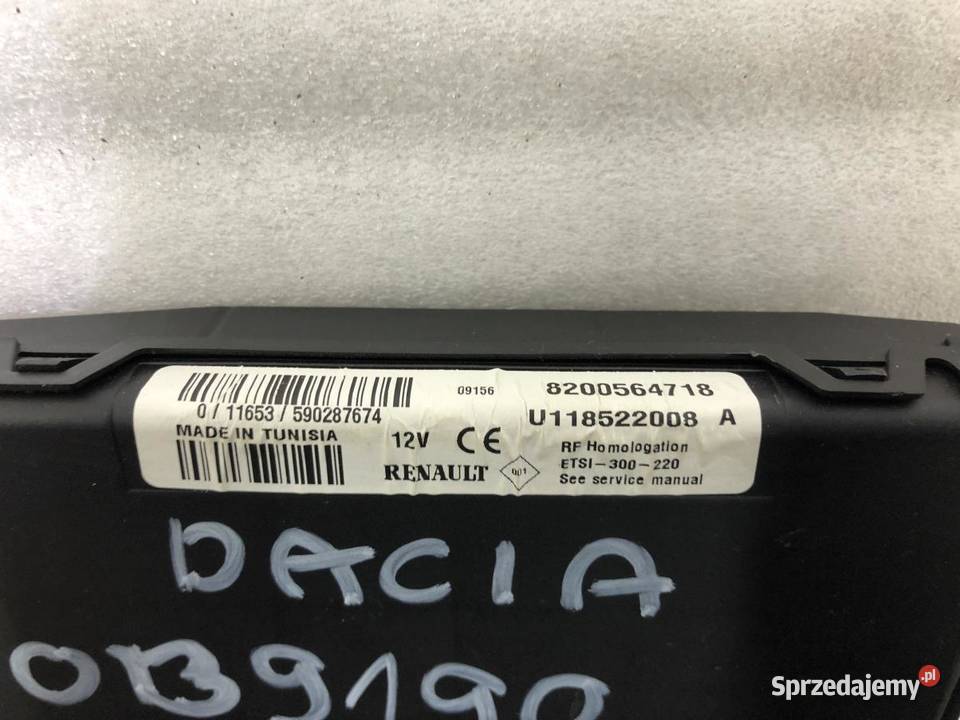 09156
8200564718
0/11653/590287674
U118522008 A
MADE IN TUNISIA
12V CE
RF Homologation
ETSI-300-220
RENAULT
See service manual
DACIA
Sprzedajemy.pl